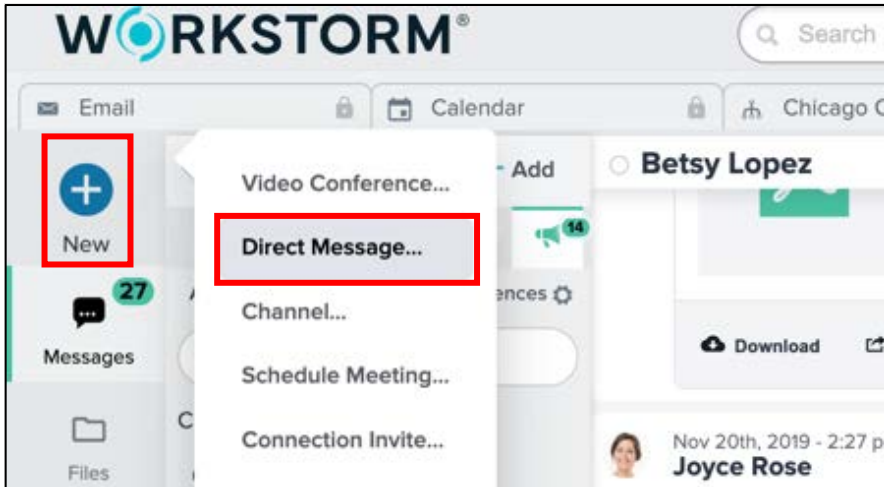 WORKSTORM®
Search
Email
Calendar
Chicago
New
Video Conference...
Direct Message...
Channel...
Schedule Meeting...
Connection Invite...
Add
14
Betsy Lopez
27
Messages
Download
Files
Nov 20th, 2019 - 2:27 p
Joyce Rose